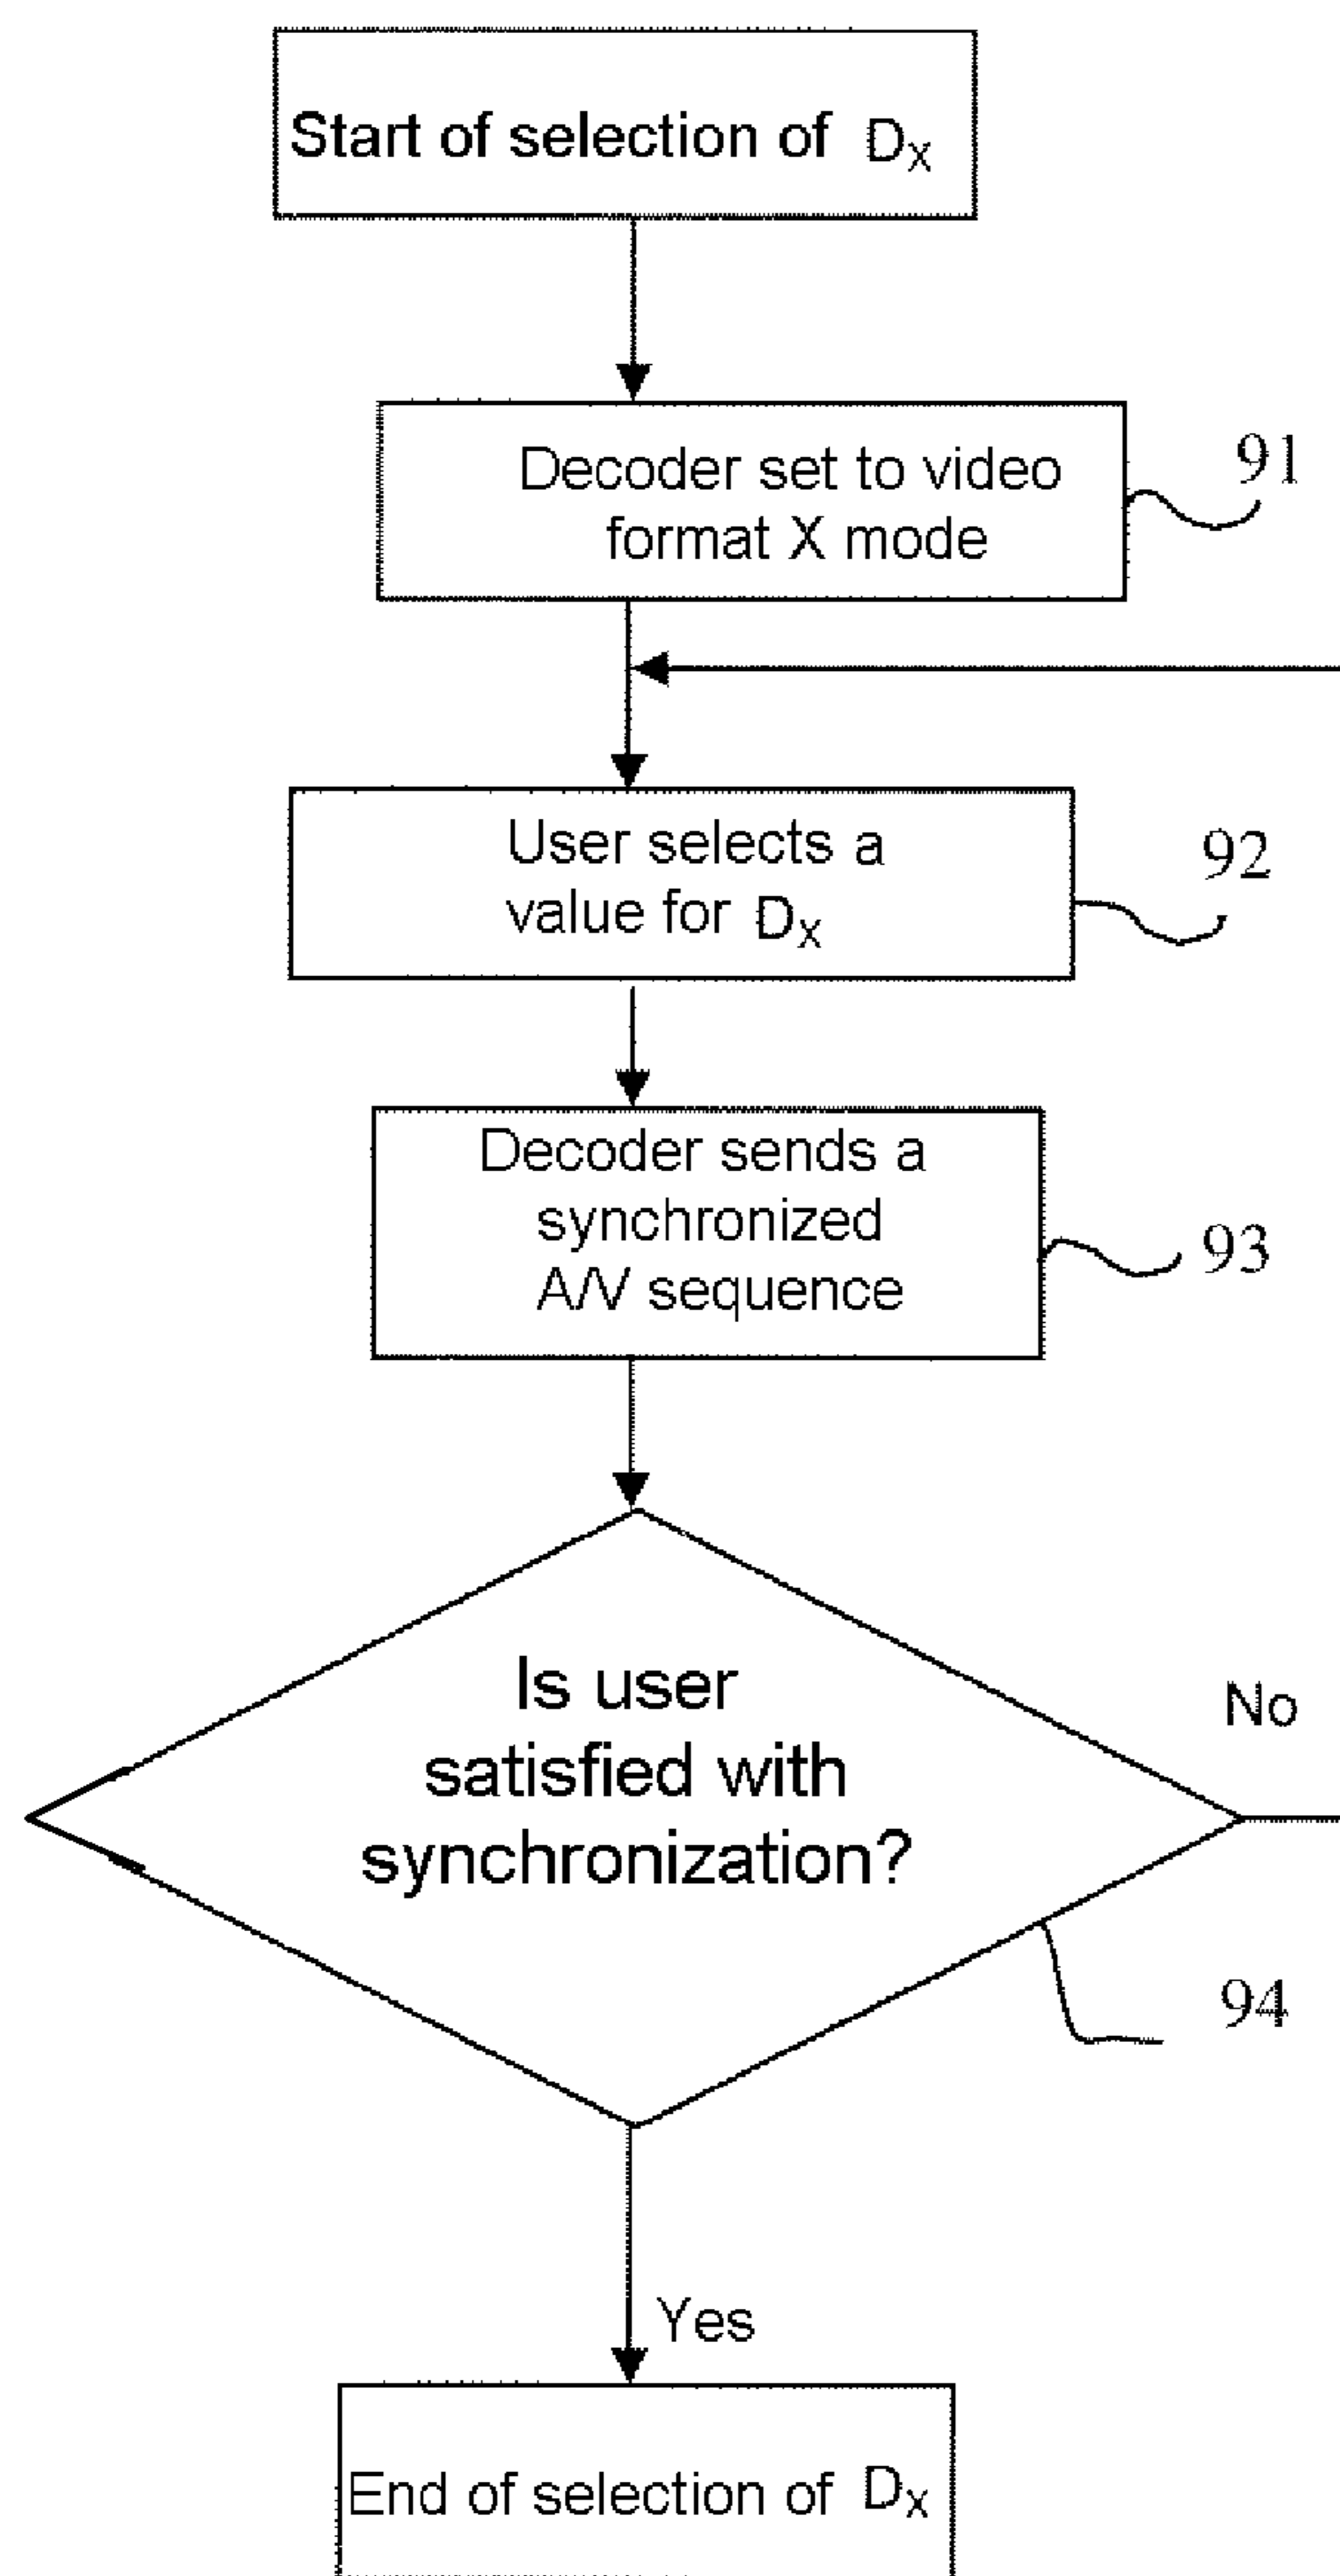 Start of selection of Dx
Decoder set to video
format X mode
91
User selects a
value for Dx
92
Decoder sends a
synchronized
A/V sequence
93
Is user
satisfied with
synchronization?
No
94
Yes
End of selection of Dx